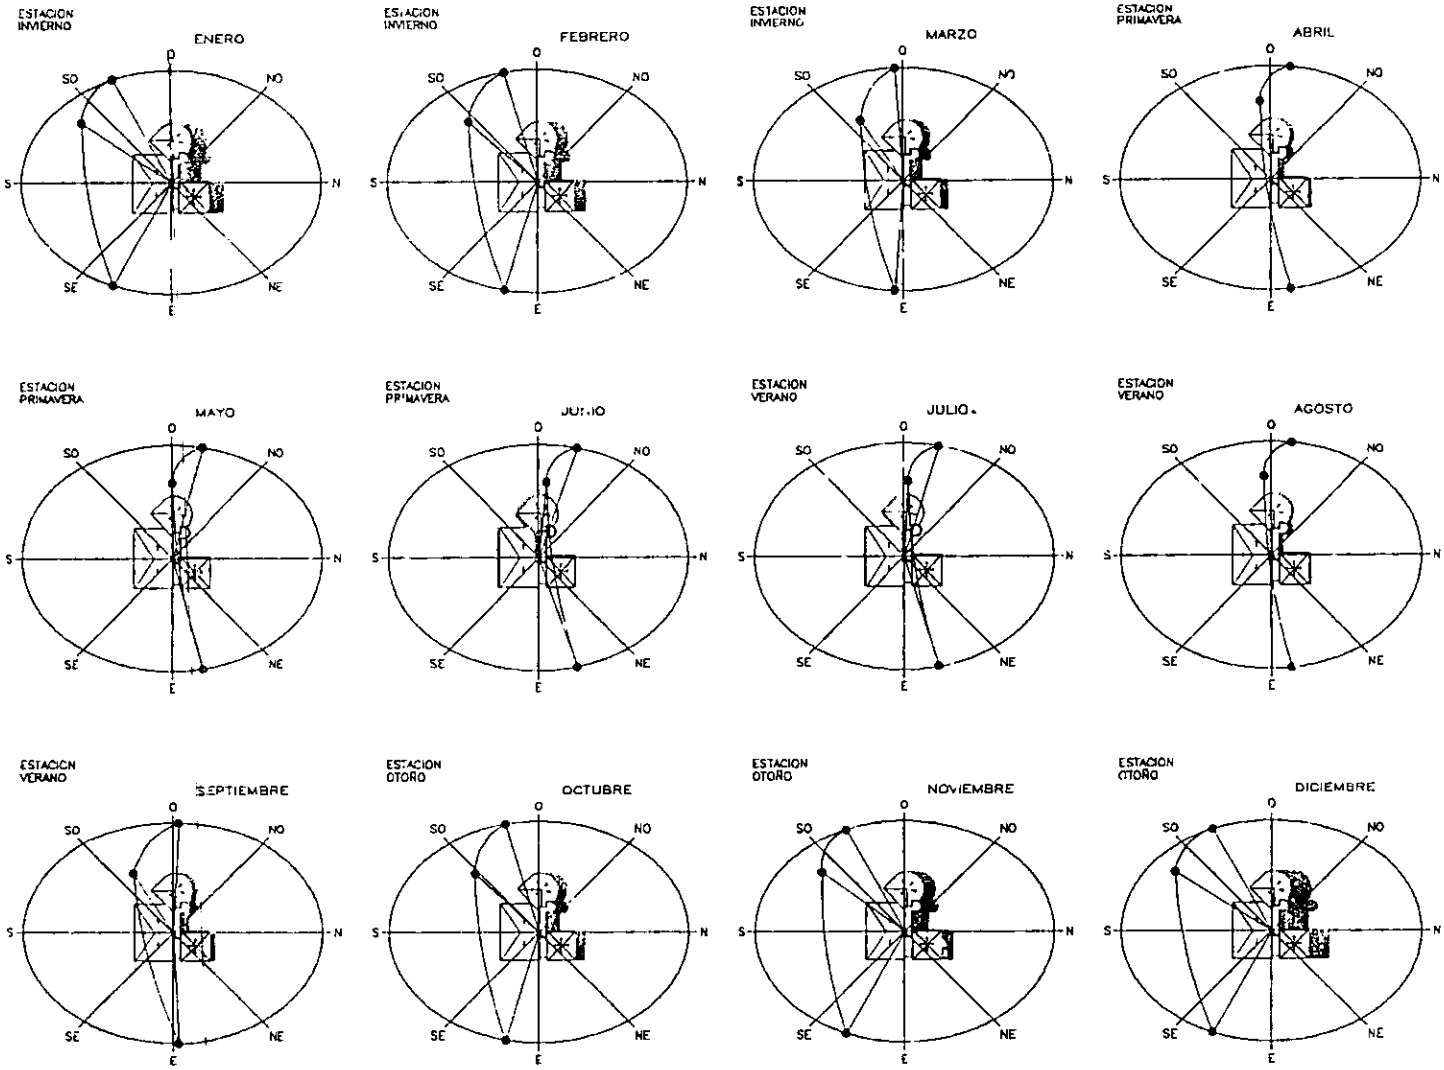 ESTACION
INVIERNO
ENERO
O
SO
NO
S
N
SE
NE
E
ESTACION
INVIERNO
FEBRERO
O
SO
NO
S
N
SE
NE
E
ESTACION
INVIERNO
MARZO
O
SO
NO
S
N
SE
NE
E
ESTACION
PRIMAVERA
ABRIL
O
SO
NO
S
N
SE
NE
E
ESTACION
PRIMAVERA
MAYO
O
SO
NO
S
N
SE
NE
E
ESTACION
PRIMAVERA
JUNIO
O
SO
NO
S
N
SE
NE
E
ESTACION
VERANO
JULIO
O
SO
NO
S
N
SE
NE
E
ESTACION
VERANO
AGOSTO
O
SO
NO
S
N
SE
NE
E
ESTACION
VERANO
SEPTIEMBRE
O
SO
NO
S
N
SE
NE
E
ESTACION
OTOÑO
OCTUBRE
O
SO
NO
S
N
SE
NE
E
ESTACION
OTOÑO
NOVIEMBRE
O
SO
NO
S
N
SE
NE
E
ESTACION
OTOÑO
DICIEMBRE
O
SO
NO
S
N
SE
NE
E